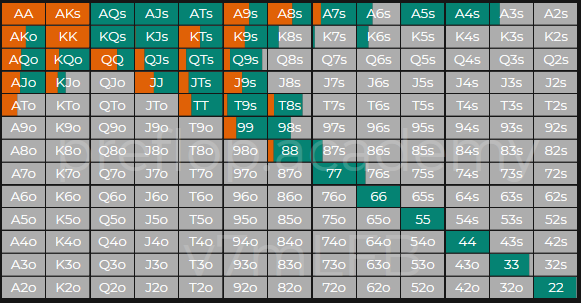 AA AKs AQs AJs ATs A9s A8s A7s A6s A5s A4s A3s A2s
AKo KK KQs KJs KTs K9s K8s K7s K6s K5s K4s K3s K2s
AQo KQo QQ QJs QTs Q9s Q8s Q7s Q6s Q5s Q4s Q3s Q2s
AJo KJo QJo JJ JTs J9s J8s J7s J6s J5s J4s J3s J2s
ATo KTo QTo JTo TT T9s T8s T7s T6s T5s T4s T3s T2s
A9o K9o Q9o J9o T9o 99 98s 97s 96s 95s 94s 93s 92s
A8o K8o Q8o J8o T8o 98o 88 87s 86s 85s 84s 83s 82s
preflop.academy
A7o K7o Q7o J7o T7o 97o 87o 77 76s 75s 74s 73s 72s
A6o K6o Q6o J6o T6o 96o 86o 76o 66 65s 64s 63s 62s
A5o K5o Q5o J5o T5o 95o 85o 75o 65o 55 54s 53s 52s
A4o K4o Q4o J4o T4o 94o 84o 74o 64o 54o 44 43s 42s
A3o K3o Q3o J3o T3o 93o 83o 73o 63o 53o 43o 33 32s
A2o K2o Q2o J2o T2o 92o 82o 72o 62o 52o 42o 32o 22